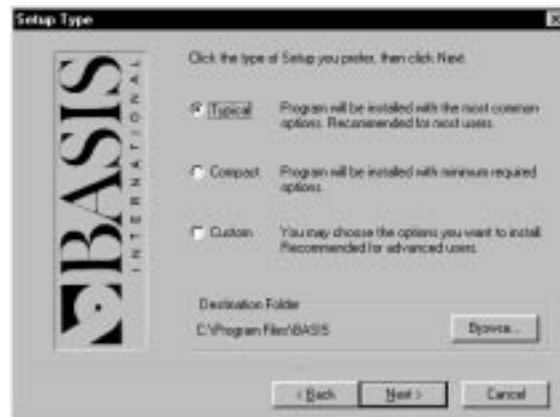 Setup Type
BASIS
INTERNATIONAL
Click the type of Setup you prefer, then click Next.
Typical Program will be installed with the most common
options. Recommended for most users.
Compact Program will be installed with minimum required
options.
Custom You may choose the options you want to install.
Recommended for advanced users.
Destination Folder
C:\Program Files\BASIS
Browse...
< Back
Next >
Cancel